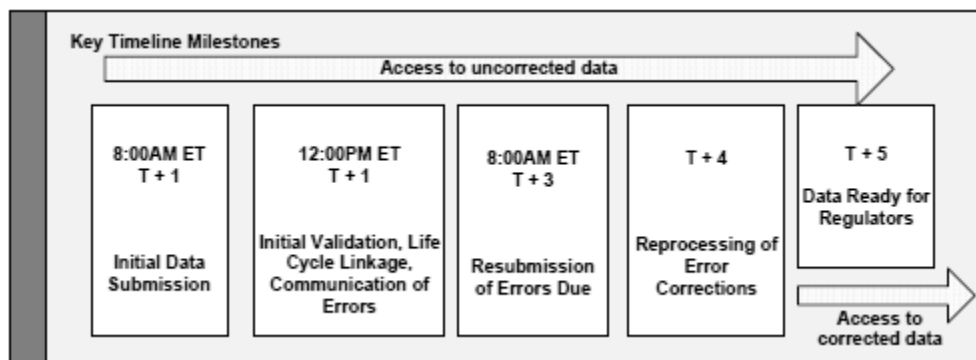 Key Timeline Milestones
Access to uncorrected data
8:00AM ET
T + 1
Initial Data
Submission
12:00PM ET
T + 1
Initial Validation, Life
Cycle Linkage,
Communication of
Errors
8:00AM ET
T + 3
Resubmission
of Errors Due
T + 4
Reprocessing of
Error
Corrections
T + 5
Data Ready for
Regulators
Access to
corrected data